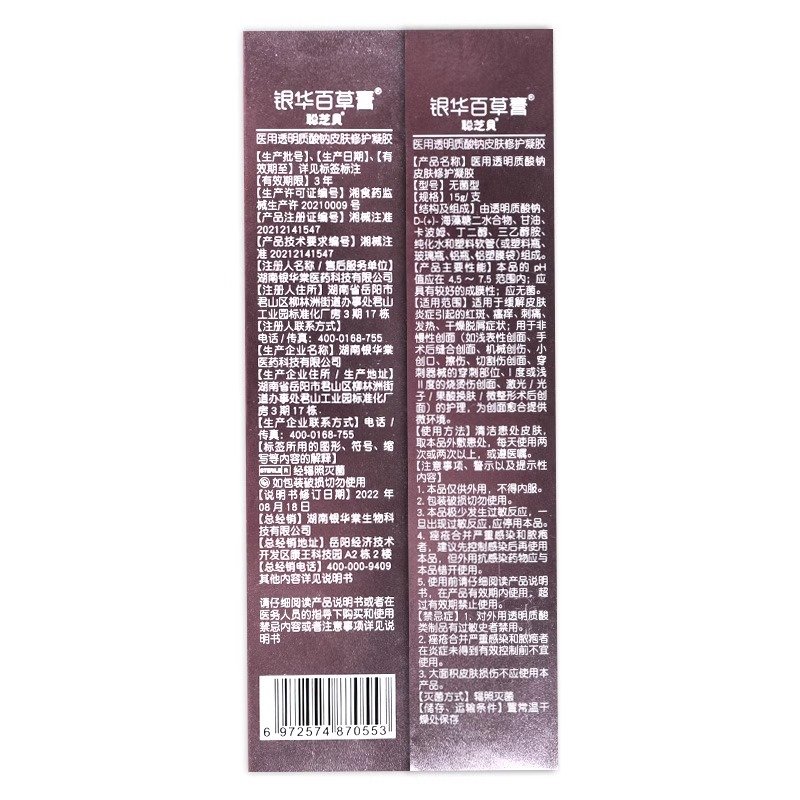 银华百草膏®
聪芝贝
医用透明质酸钠皮肤修护凝胶
【生产批号】、【生产日期】、【有
效期至】详见标签标注
【有效期限】3年
【生产许可证编号】湘食药监
械生产许20210009号
【产品注册证编号】湘械注准
20212141547
【产品技术要求编号】湘械注准
20212141547
【注册人名称/售后服务单位】
湖南银华棠医药科技有限公司
【注册人住所】湖南省岳阳市
君山区柳林洲街道办事处君山
工业园标准化厂房3期17栋
【注册人联系方式】
电话/传真：400-0168-755
【生产企业名称】湖南银华棠
医药科技有限公司
【生产企业住所/生产地址】
湖南省岳阳市君山区柳林洲街
道办事处君山工业园标准化厂
房3期17栋
【生产企业联系方式】电话/
传真：400-0168-755
【标签所用的图形、符号、缩
写等内容的解释】
STERILE R 经辐照灭菌
如包装破损切勿使用
【说明书修订日期】2022年
08月18日
【总经销】湖南银华棠生物科
技有限公司
【总经销地址】岳阳经济技术
开发区康王科技园A2栋2楼
【总经销电话】400-000-9409
其他内容详见说明书
请仔细阅读产品说明书或者在
医务人员的指导下购买和使用
禁忌内容或者注意事项详见说
明书
6 972574 870553
银华百草膏®
聪芝贝
医用透明质酸钠皮肤修护凝胶
【产品名称】医用透明质酸钠
皮肤修护凝胶
【型号】无菌型
【规格】15g/支
【结构及组成】由透明质酸钠、
D-(+)-海藻糖二水合物、甘油、
卡波姆、丁二醇、三乙醇胺、
纯化水和塑料软管(或塑料瓶、
玻璃瓶、铝瓶、铝塑膜袋)组成。
【产品主要性能】本品的pH
值应在4.5～7.5范围内；应
具有较好的成膜性；应无菌。
【适用范围】适用于缓解皮肤
炎症引起的红斑、瘙痒、刺痛、
发热、干燥脱屑症状；用于非
慢性创面（如浅表性创面、手
术后缝合创面、机械创伤、小
创口、擦伤、切割伤创面、穿
刺器械的穿刺部位、Ⅰ度或浅
Ⅱ度的烧烫伤创面、激光/光
子/果酸换肤/微整形术后创
面）的护理，为创面愈合提供
微环境。
【使用方法】清洁患处皮肤，
取本品外敷患处，每天使用两
次或两次以上，或遵医嘱。
【注意事项、警示以及提示性
内容】
1.本品仅供外用，不得内服。
2.包装破损切勿使用。
3.本品极少发生过敏反应，一
旦出现过敏反应，应停用本品。
4.痤疮合并严重感染和脓疱
者，建议先控制感染后再使用
本品，但外用抗感染药物应与
本品错开使用。
5.使用前请仔细阅读产品说明
书，在产品有效期内使用，超
过有效期禁止使用。
【禁忌症】1.对外用透明质酸
类制品有过敏史者禁用。
2.痤疮合并严重感染和脓疱者
在炎症未得到有效控制前不宜
使用。
3.大面积皮肤损伤不应使用本
产品。
【灭菌方式】辐照灭菌
【储存、运输条件】置常温干
燥处保存